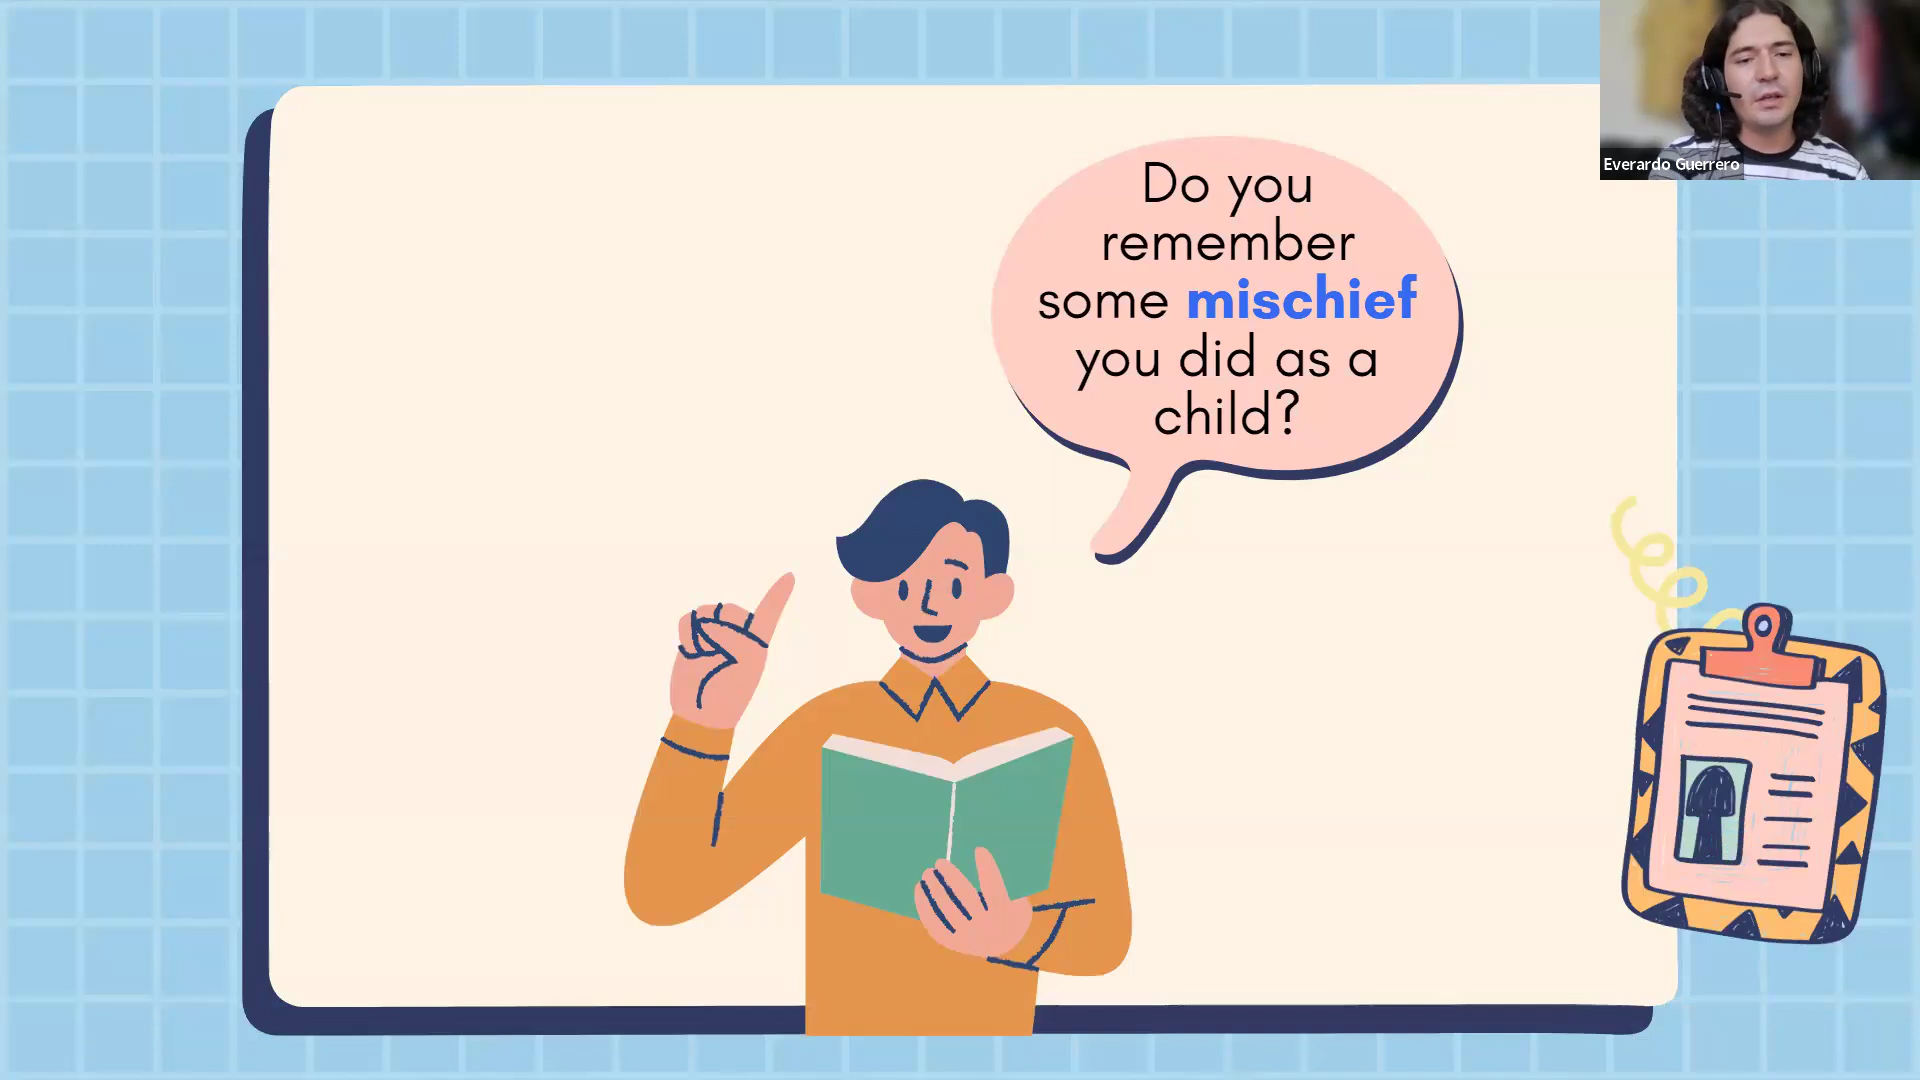 Do you
remember
some mischief
you did as a
child?
Everardo Guerrero